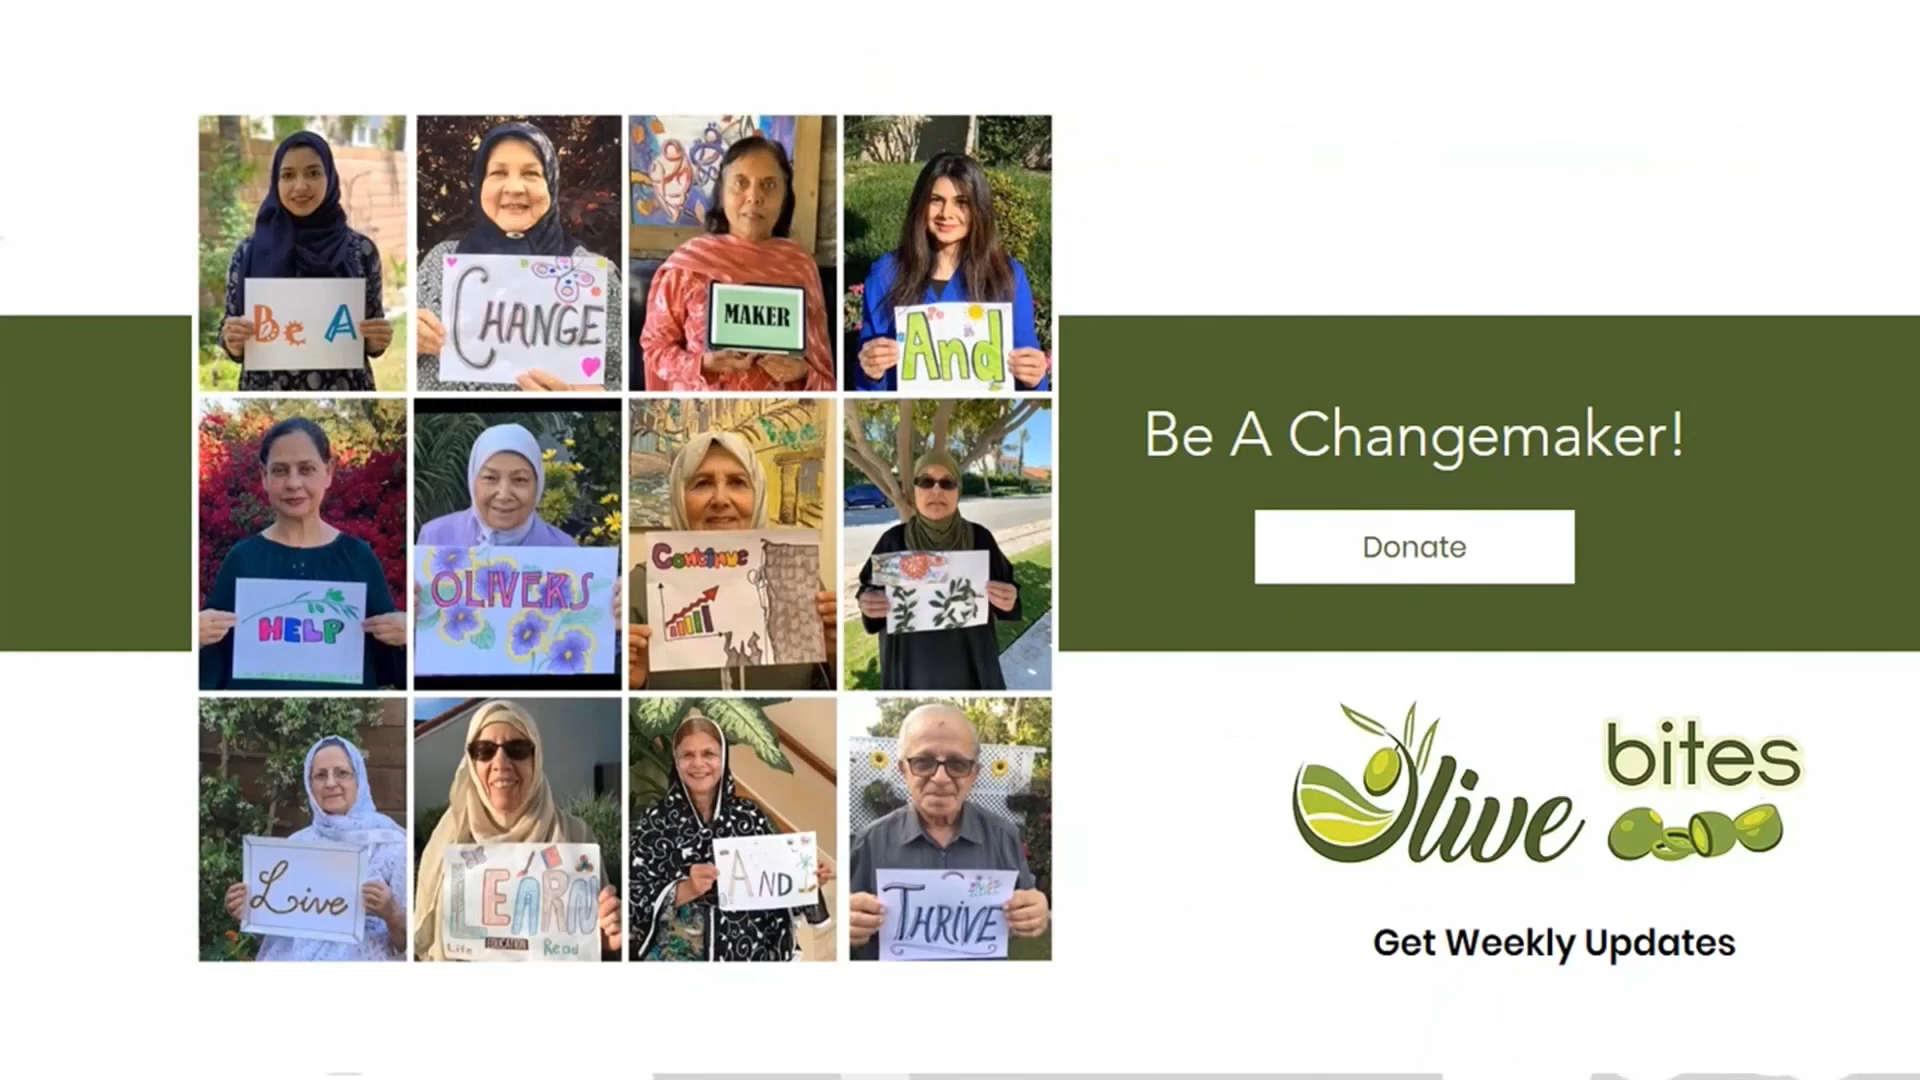 Be A
CHANGE
MAKER
And
HELP
OLIVERS
Continue
Live
LEARN
Life EDUCATION Read
AND
THRIVE
Be A Changemaker!
Donate
Olive
bites
Get Weekly Updates